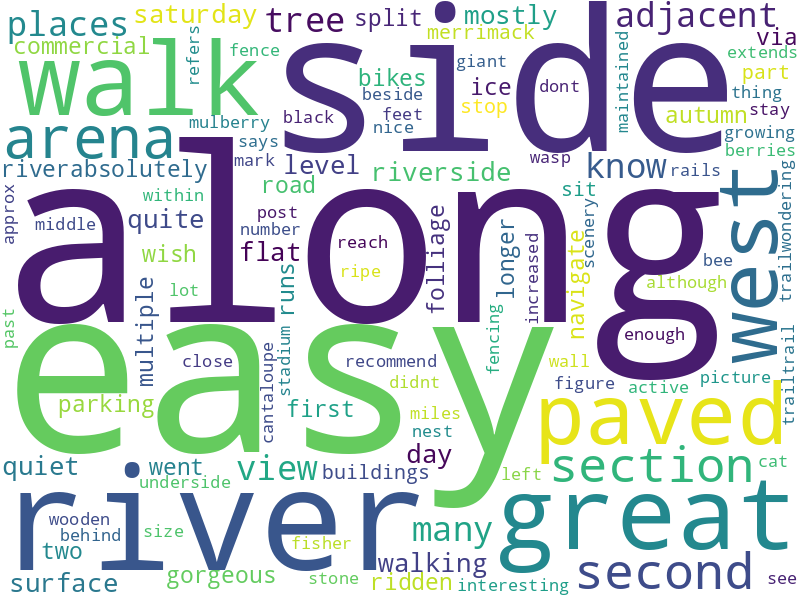 places saturday tree split mostly adjacent
commercial refers fence merrimack via
walk side giant maintained extends
bikes ice dont part
beside stop thing
arena mulberry black feet autumn stay
says nice growing
riverabsolutely mark level riverside wasp know rails berries
approx within road sit west trailwondering
middle quite post folliage longer scenery
number reach increased navigate bee
along
wish flat ripe although
lot runs
past multiple stadium fencing enough
easy
close recommend wall picture trailtrail
cantaloupe didnt figure active
parking first miles paved
nest
day
quiet went view buildings left section cat
underside
river great
wooden many
behind size fisher walking second
two
surface gorgeous stone ridden interesting see